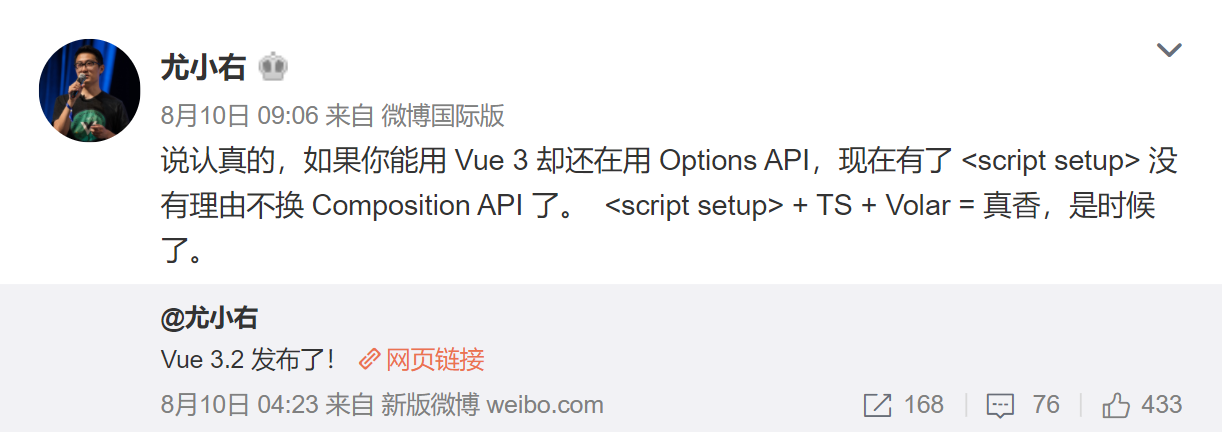 尤小右
8月10日 09:06 来自 微博国际版
说认真的，如果你能用 Vue 3 却还在用 Options API，现在有了 <script setup> 没
有理由不换 Composition API 了。 <script setup> + TS + Volar = 真香，是时候
了。
@尤小右
Vue 3.2 发布了！ 网页链接
8月10日 04:23 来自 新版微博 weibo.com 168 76 433